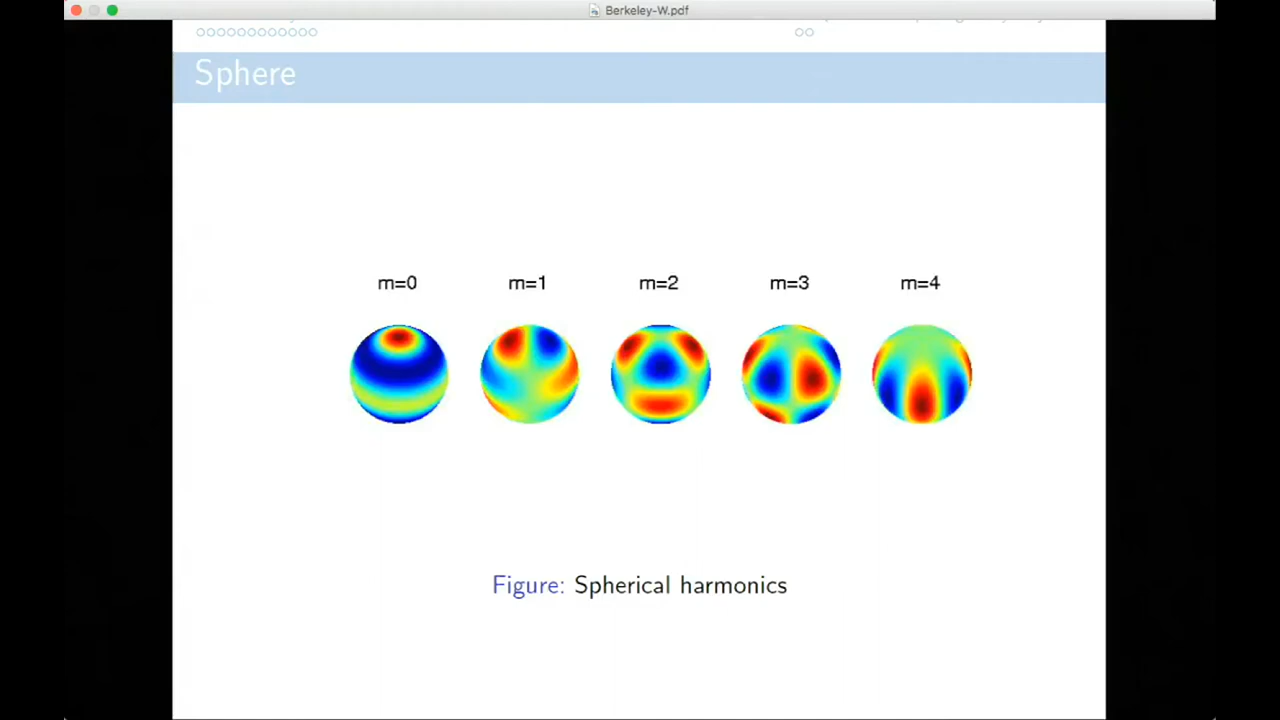 Berkeley-W.pdf
Sphere
m=0 m=1 m=2 m=3 m=4
Figure: Spherical harmonics